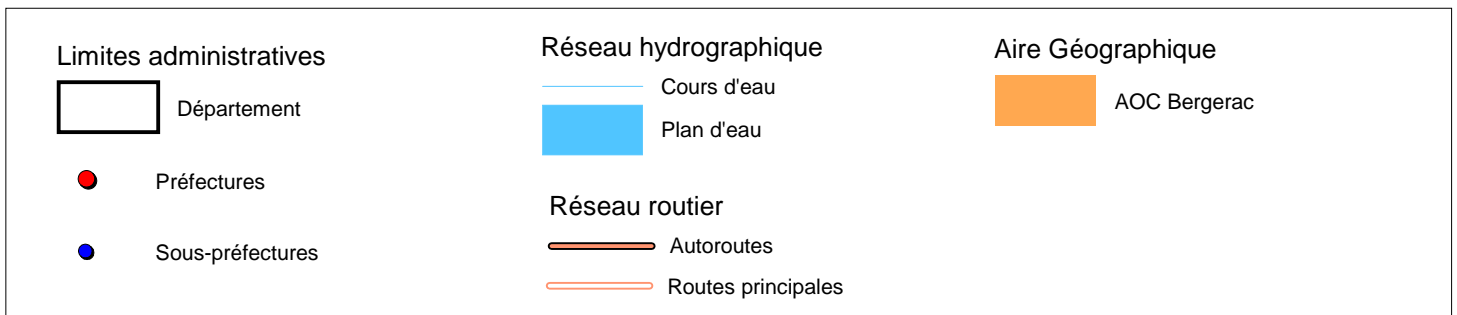 Limites administratives
Département
Préfectures
Sous-préfectures
Réseau hydrographique
Cours d'eau
Plan d'eau
Réseau routier
Autoroutes
Routes principales
Aire Géographique
AOC Bergerac